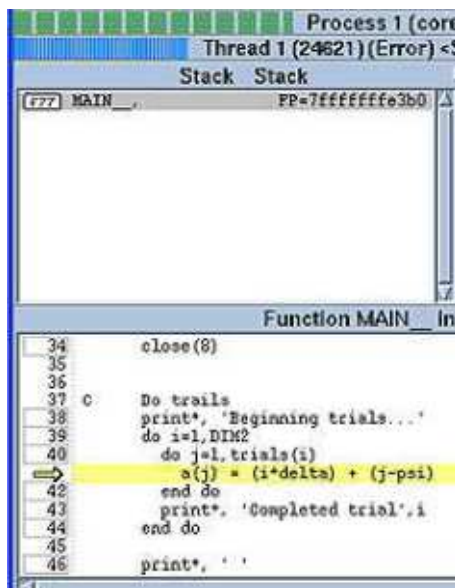 Process 1 (core
Thread 1 (24621) (Error) <S
Stack Stack
F77 MAIN__, FP=7fffffffe3b0
Function MAIN__ in
34 close(8)
35
36
37 C Do trails
38 print*, 'Beginning trials...'
39 do i=1,DIM2
40 do j=1,trials(i)
a(j) = (i*delta) + (j-psi)
42 end do
43 print*, 'Completed trial',i
44 end do
45
46 print*, ' '